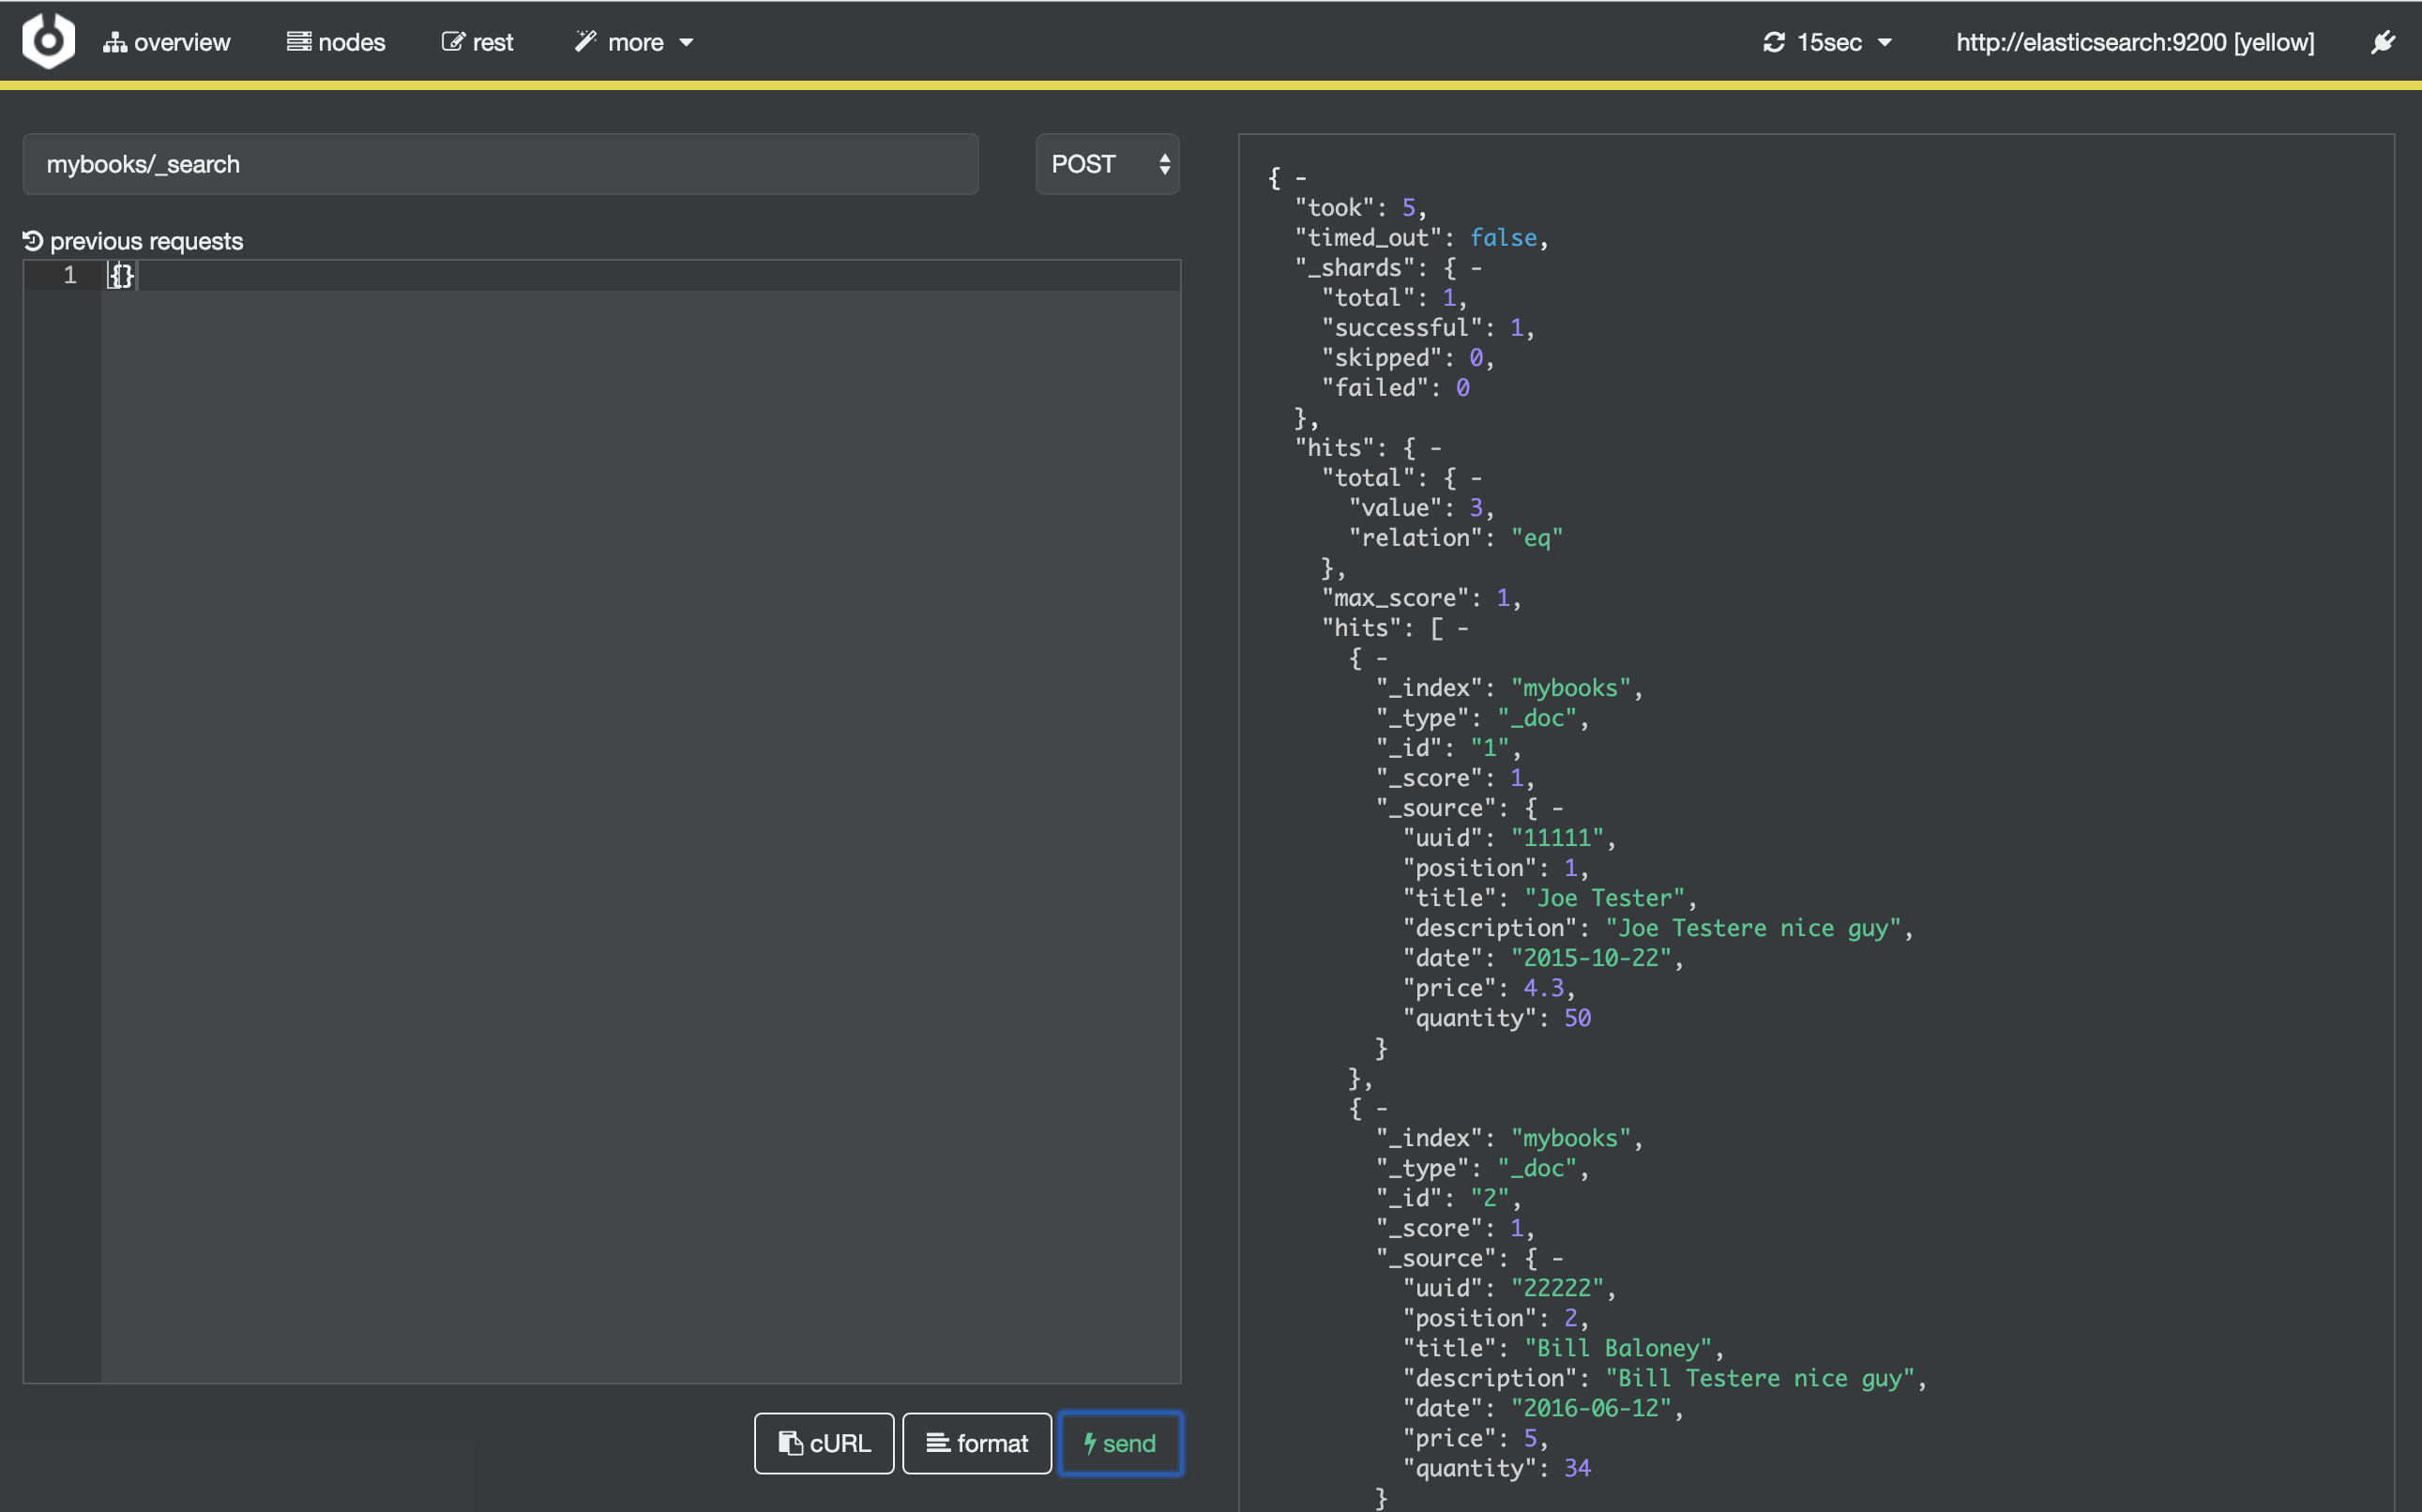 overview nodes rest more 15sec http://elasticsearch:9200 [yellow]
mybooks/_search POST
previous requests
1 {}
cURL format send
{ -
"took": 5,
"timed_out": false,
"_shards": { -
"total": 1,
"successful": 1,
"skipped": 0,
"failed": 0
},
"hits": { -
"total": { -
"value": 3,
"relation": "eq"
},
"max_score": 1,
"hits": [ -
{ -
"_index": "mybooks",
"_type": "_doc",
"_id": "1",
"_score": 1,
"_source": { -
"uuid": "11111",
"position": 1,
"title": "Joe Tester",
"description": "Joe Testere nice guy",
"date": "2015-10-22",
"price": 4.3,
"quantity": 50
}
},
{ -
"_index": "mybooks",
"_type": "_doc",
"_id": "2",
"_score": 1,
"_source": { -
"uuid": "22222",
"position": 2,
"title": "Bill Baloney",
"description": "Bill Testere nice guy",
"date": "2016-06-12",
"price": 5,
"quantity": 34
}